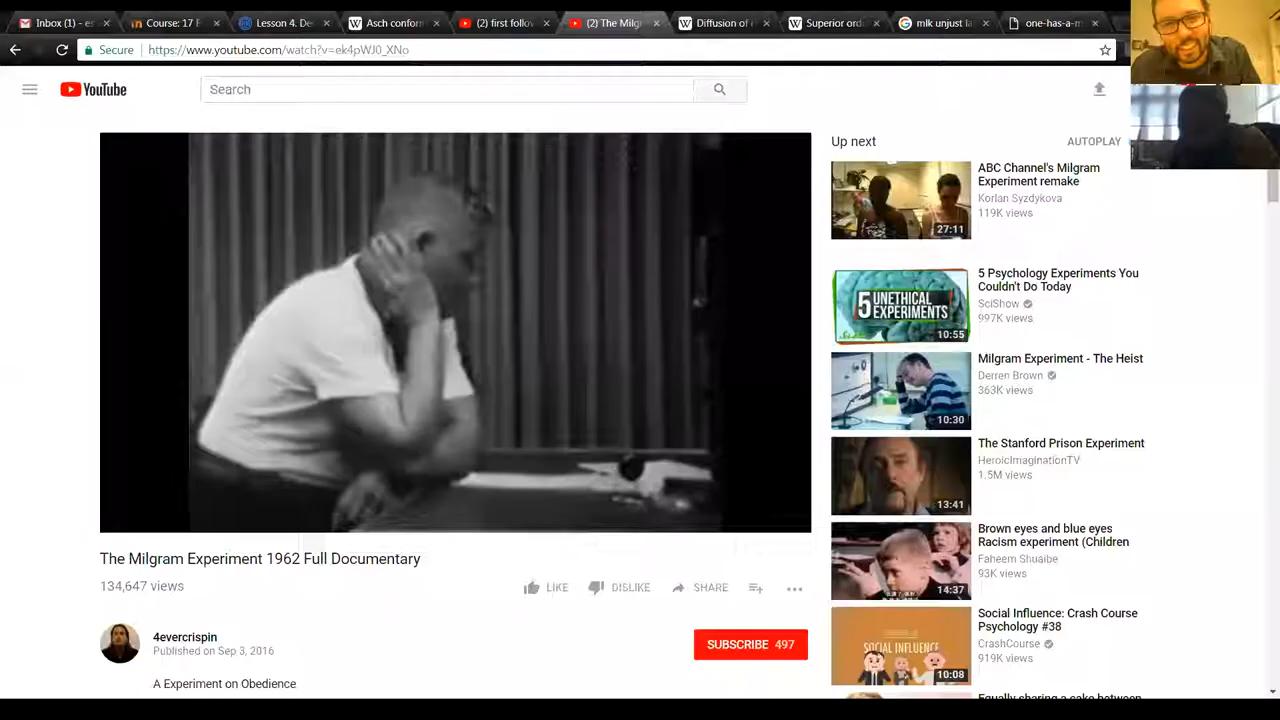 Inbox (1) - es
Course: 17 F
Lesson 4. De
Asch conform
(2) first follow
(2) The Milg
Diffusion of
Superior ord
mlk unjust la
one-has-a-m
Secure
https://www.youtube.com/watch?v=ek4pWJ0_XNo
YouTube
Search
Up next
AUTOPLAY
ABC Channel's Milgram
Experiment remake
Korlan Syzdykova
119K views
27:11
5 Psychology Experiments You
Couldn't Do Today
SciShow
997K views
5 UNETHICAL
EXPERIMENTS
10:55
Milgram Experiment - The Heist
Derren Brown
363K views
10:30
The Stanford Prison Experiment
HeroicImaginationTV
1.5M views
13:41
Brown eyes and blue eyes
Racism experiment (Children
Faheem Shuaibe
93K views
14:37
Social Influence: Crash Course
Psychology #38
CrashCourse
919K views
SOCIAL INFLUENCE
10:08
Equally sharing a cake between
The Milgram Experiment 1962 Full Documentary
134,647 views
LIKE
DISLIKE
SHARE
4evercrispin
Published on Sep 3, 2016
SUBSCRIBE 497
A Experiment on Obedience